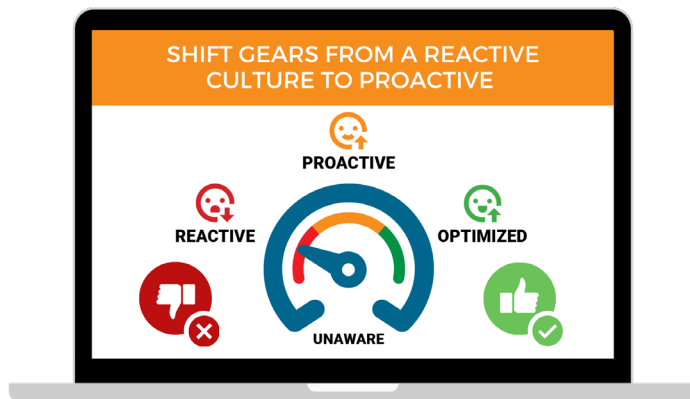 SHIFT GEARS FROM A REACTIVE
CULTURE TO PROACTIVE
PROACTIVE
REACTIVE
OPTIMIZED
UNAWARE